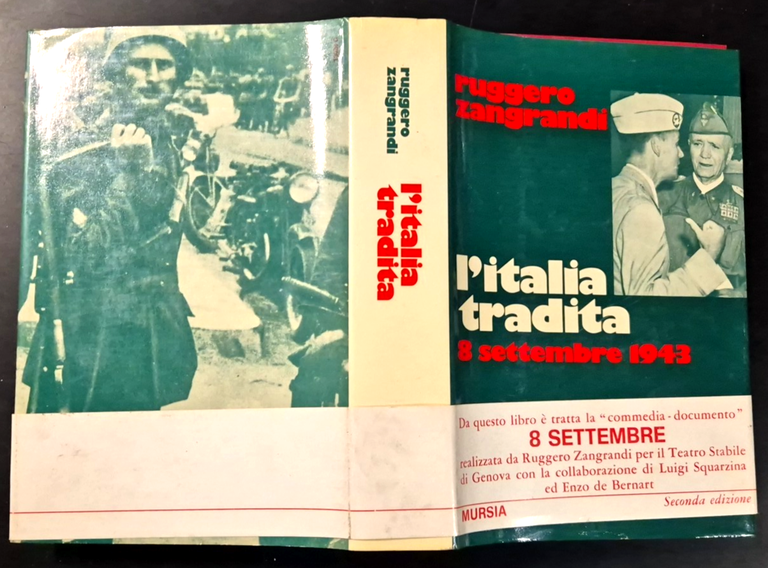 ruggero
zangrandi
l'italia
tradita
ruggero
zangrandi
l'italia
tradita
8 settembre 1943
Da questo libro è tratta la "commedia-documento"
8 SETTEMBRE
realizzata da Ruggero Zangrandi per il Teatro Stabile
di Genova con la collaborazione di Luigi Squarzina
ed Enzo de Bernart
Seconda edizione
MURSIA